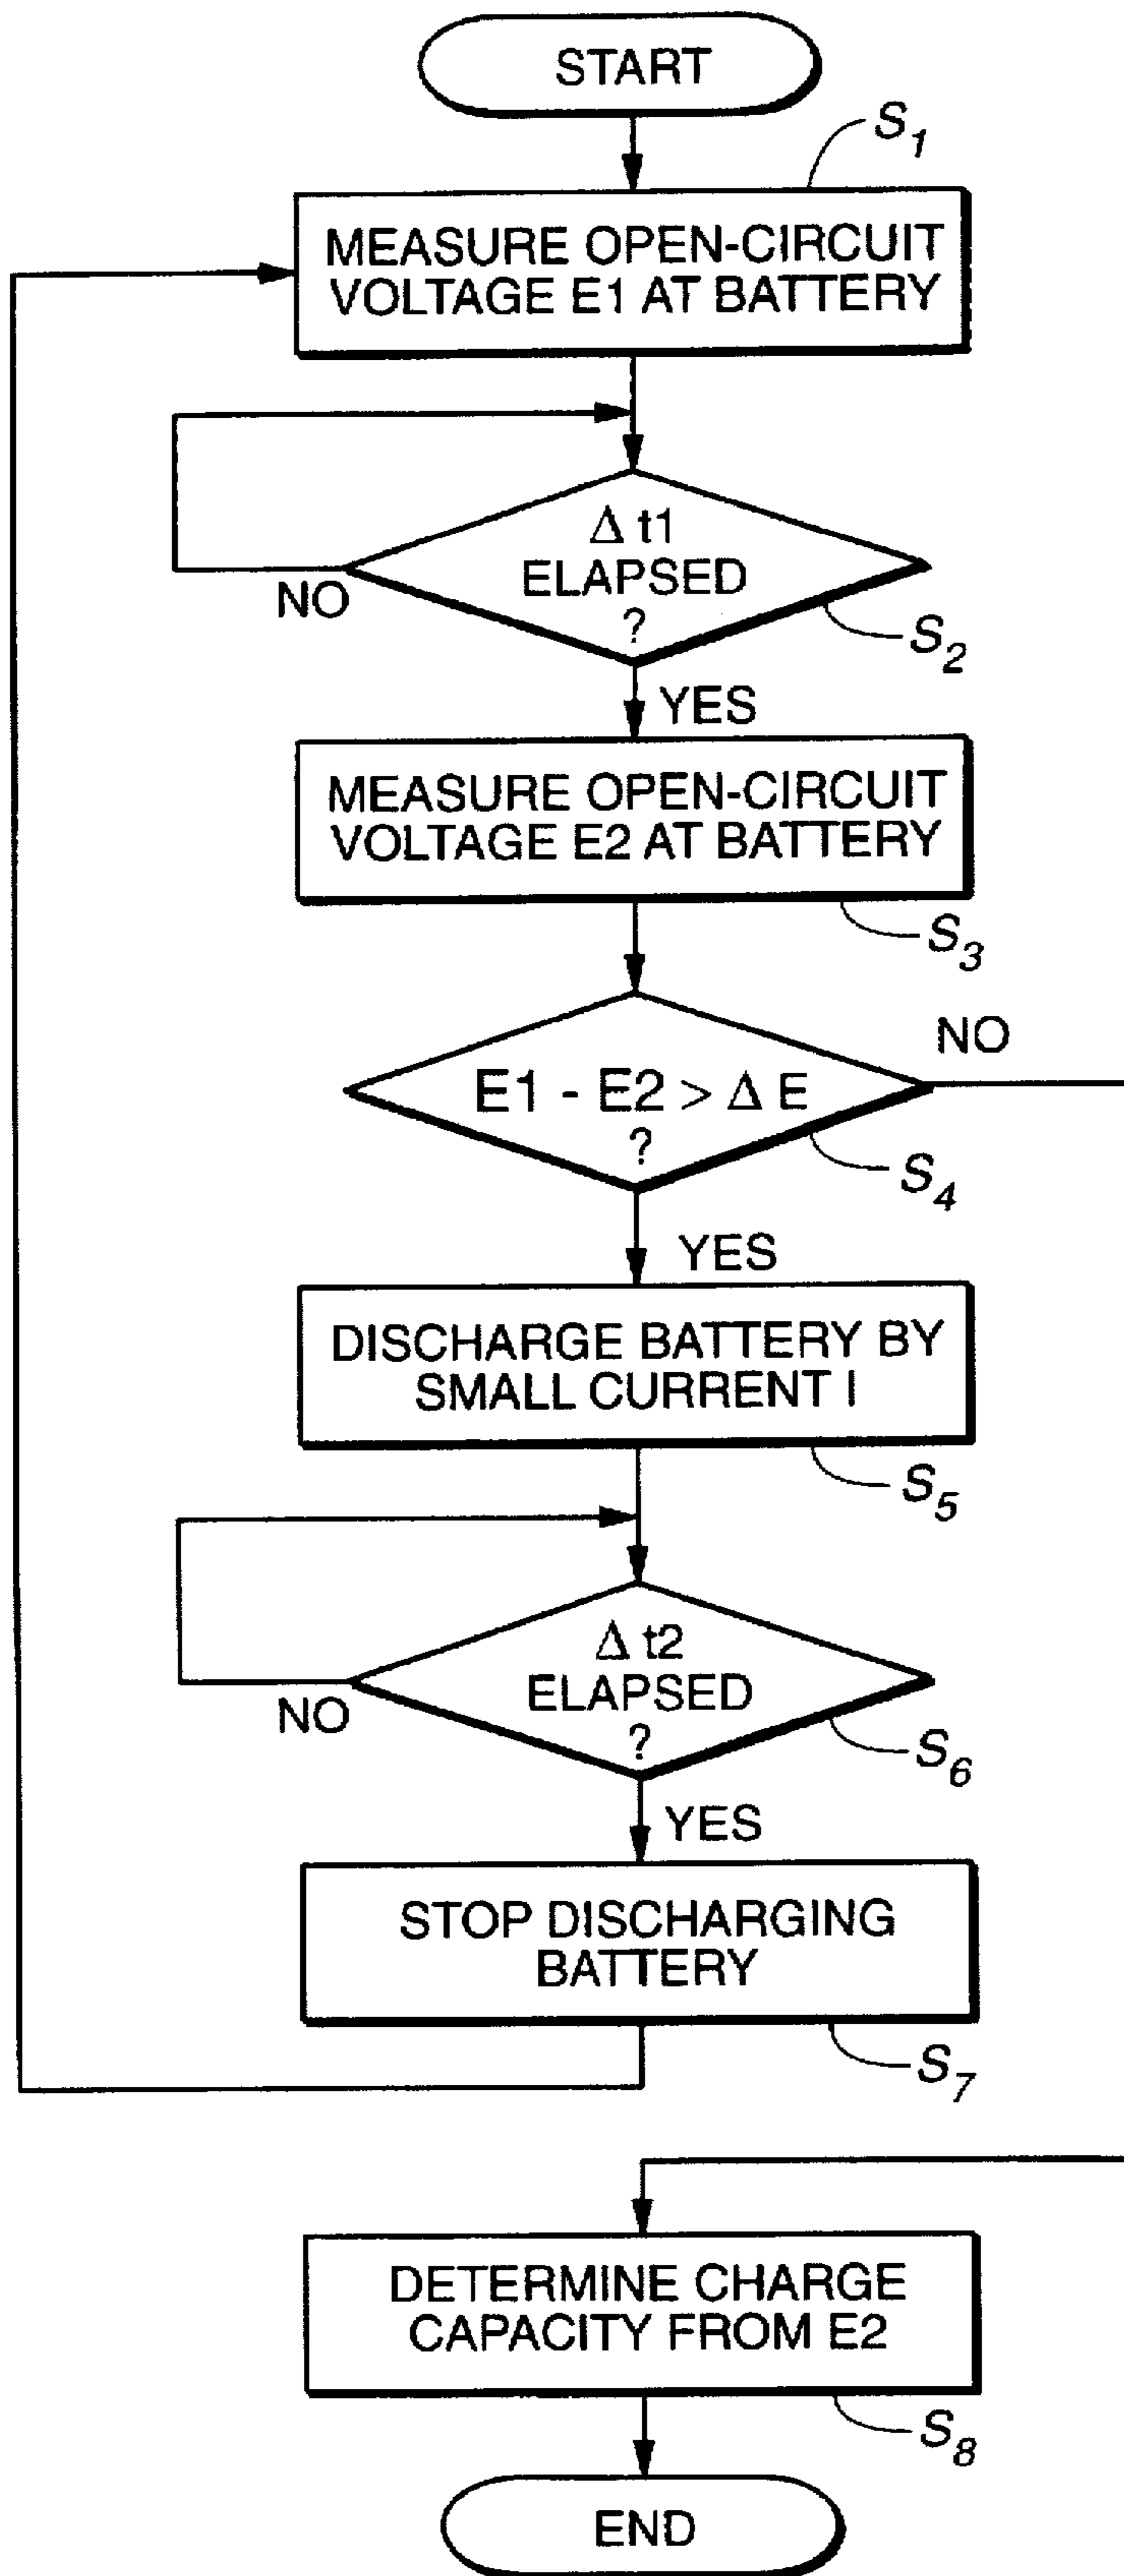 START
S1
MEASURE OPEN-CIRCUIT
VOLTAGE E1 AT BATTERY
Δ t1
ELAPSED
?
NO
S2
YES
MEASURE OPEN-CIRCUIT
VOLTAGE E2 AT BATTERY
S3
NO
E1 - E2 > Δ E
?
S4
YES
DISCHARGE BATTERY BY
SMALL CURRENT I
S5
Δ t2
ELAPSED
?
NO
S6
YES
STOP DISCHARGING
BATTERY
S7
DETERMINE CHARGE
CAPACITY FROM E2
S8
END